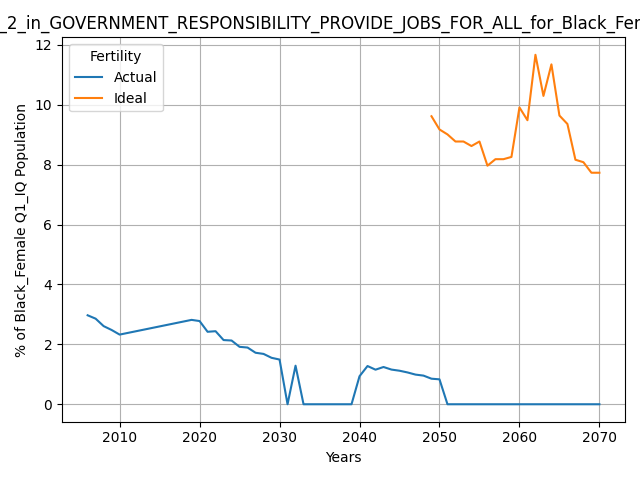 _2_in_GOVERNMENT_RESPONSIBILITY_PROVIDE_JOBS_FOR_ALL_for_Black_Fer
Fertility
Actual
Ideal
12
10
8
6
4
2
0
% of Black_Female Q1_IQ Population
2010 2020 2030 2040 2050 2060 2070
Years